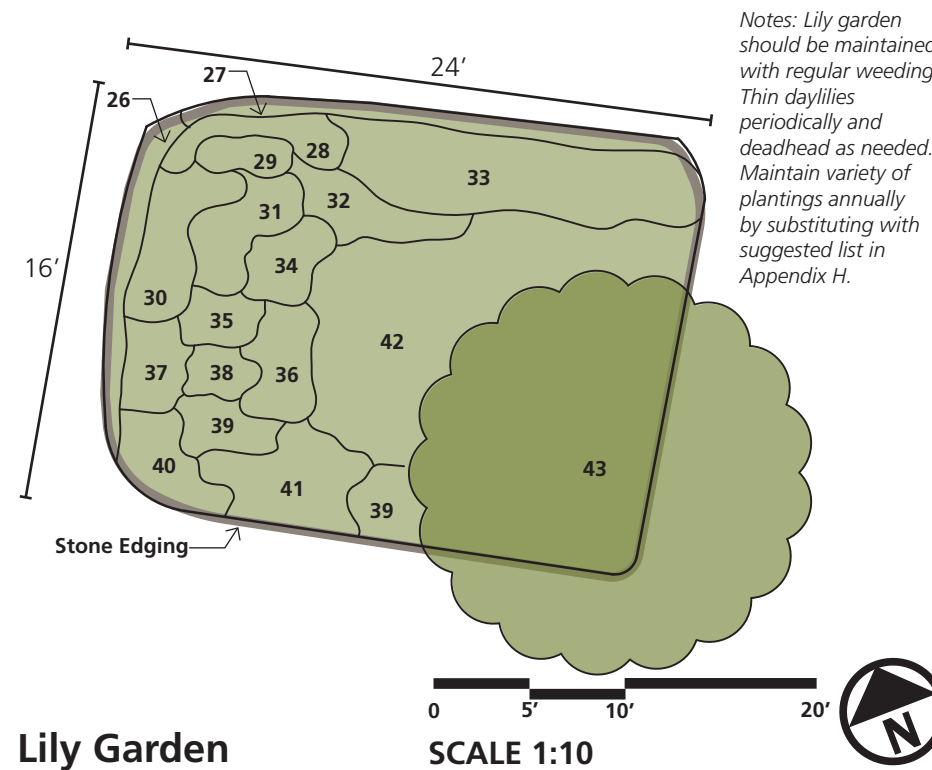 Notes: Lily garden
should be maintained
with regular weeding
Thin daylilies
periodically and
deadhead as needed.
Maintain variety of
plantings annually
by substituting with
suggested list in
Appendix H.
24’
27
26
28
29
33
32
31
16’
34
30
35
42
37
38
36
39
40
43
41
39
Stone Edging
0
5’
10’
20’
N
Lily Garden
SCALE 1:10